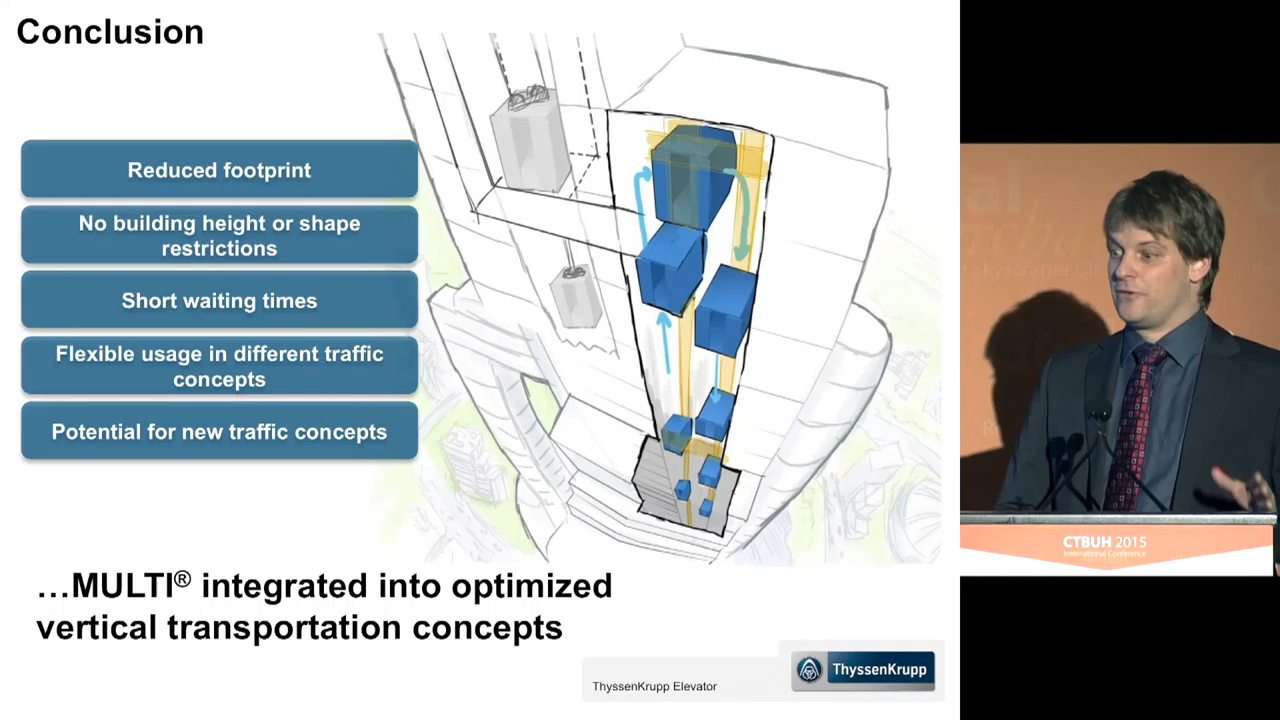 Conclusion
Reduced footprint
No building height or shape
restrictions
Short waiting times
Flexible usage in different traffic
concepts
Potential for new traffic concepts
…MULTI® integrated into optimized
vertical transportation concepts
ThyssenKrupp Elevator
ThyssenKrupp
CTBUH 2015
International Conference